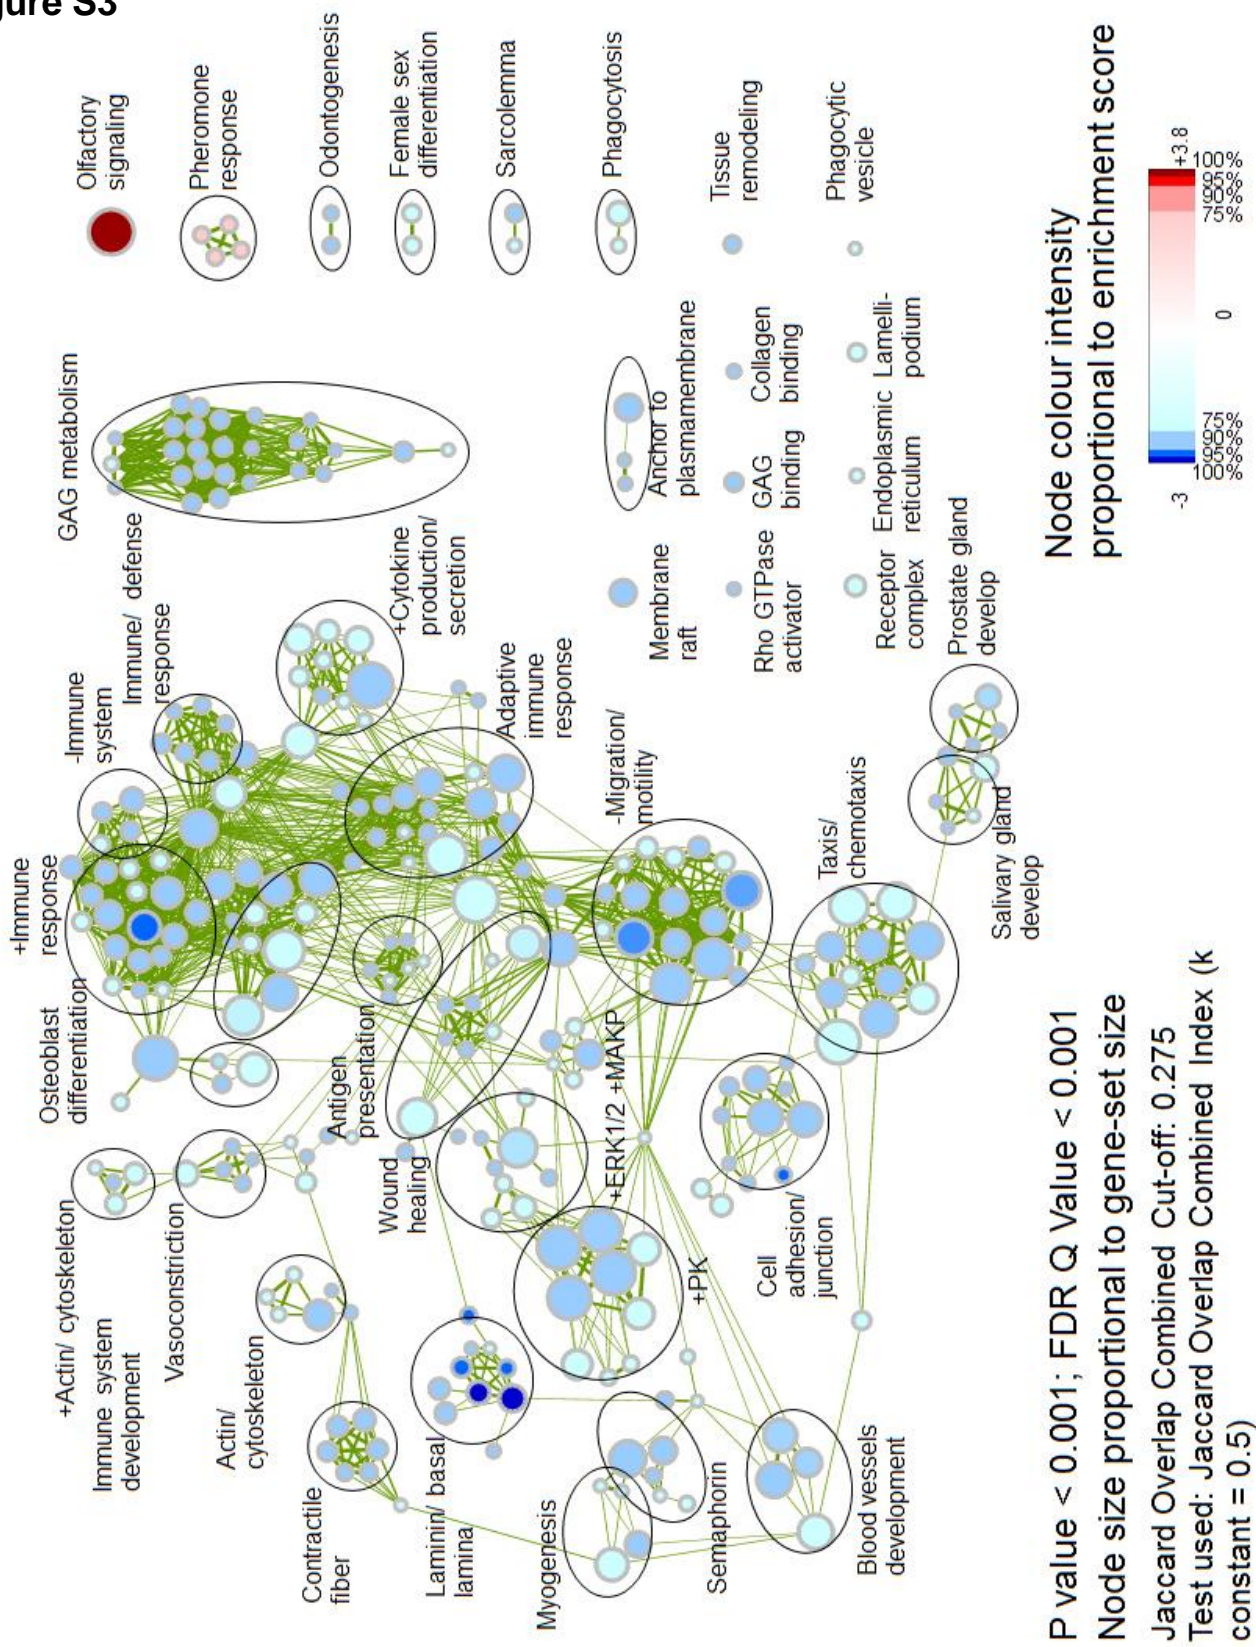 gure S3
Olfactory
signaling
Pheromone
response
Odontogenesis
Female sex
differentiation
Sarcolemma
Phagocytosis
Tissue
remodeling
Phagocytic
vesicle
GAG metabolism
Anchor to
plasmamembrane
Collagen
binding
Lamelli-
podium
GAG
binding
Endoplasmic
reticulum
Membrane
raft
Rho GTPase
activator
Receptor
complex
Prostate gland
develop
Salivary gland
develop
-Immune
system
Immune/ defense
response
+Cytokine
production/
secretion
Adaptive
immune
response
-Migration/
motility
Taxis/
chemotaxis
+Immune
response
Osteoblast
differentiation
Antigen
presentation
Wound
healing
+ERK1/2
+MAKP
+PK
Cell
adhesion/
junction
+Actin/ cytoskeleton
Immune system
development
Vasoconstriction
Actin/
cytoskeleton
Contractile
fiber
Laminin/ basal
lamina
Myogenesis
Semaphorin
Blood vessels
development
Node colour intensity
proportional to enrichment score
-3
100%
95%
90%
75%
0
75%
90%
95%
100%
+3.8
P value < 0.001; FDR Q Value < 0.001
Node size proportional to gene-set size
Jaccard Overlap Combined Cut-off: 0.275
Test used: Jaccard Overlap Combined Index (k
constant = 0.5)